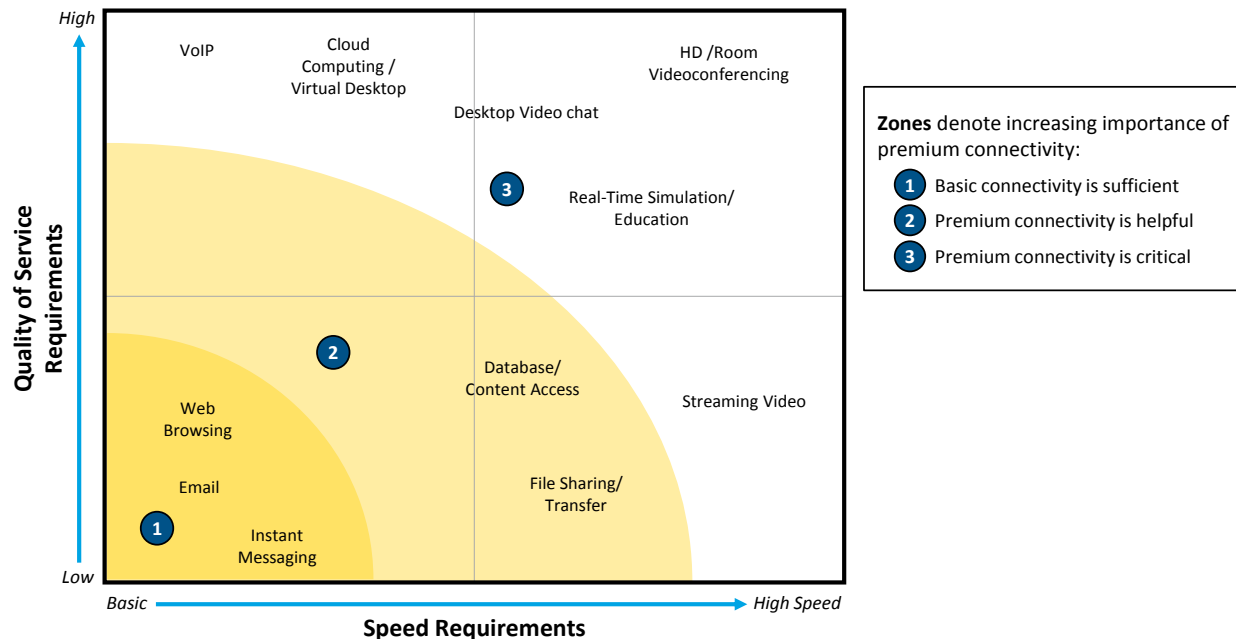 High
VoIP
Cloud
Computing /
Virtual Desktop
HD /Room
Videoconferencing
Desktop Video chat
3
Real-Time Simulation/
Education
Quality of Service
Requirements
2
Database/
Content Access
Streaming Video
Web
Browsing
Email
File Sharing/
Transfer
1
Instant
Messaging
Low
Basic
High Speed
Speed Requirements
Zones denote increasing importance of
premium connectivity:
1 Basic connectivity is sufficient
2 Premium connectivity is helpful
3 Premium connectivity is critical